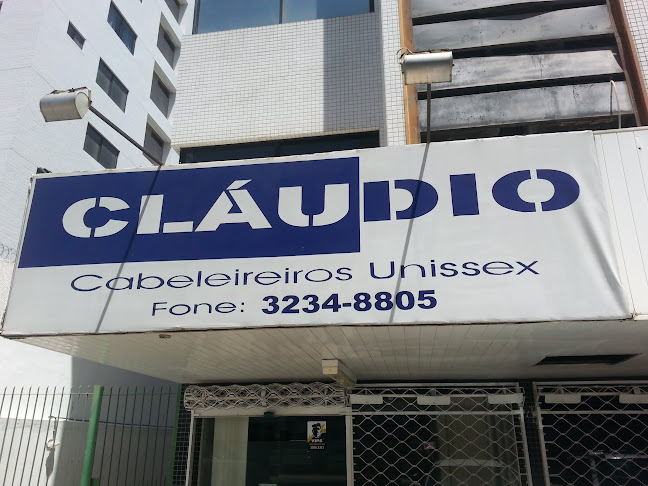 CLÁUDIO
Cabeleireiros Unissex
Fone: 3234-8805